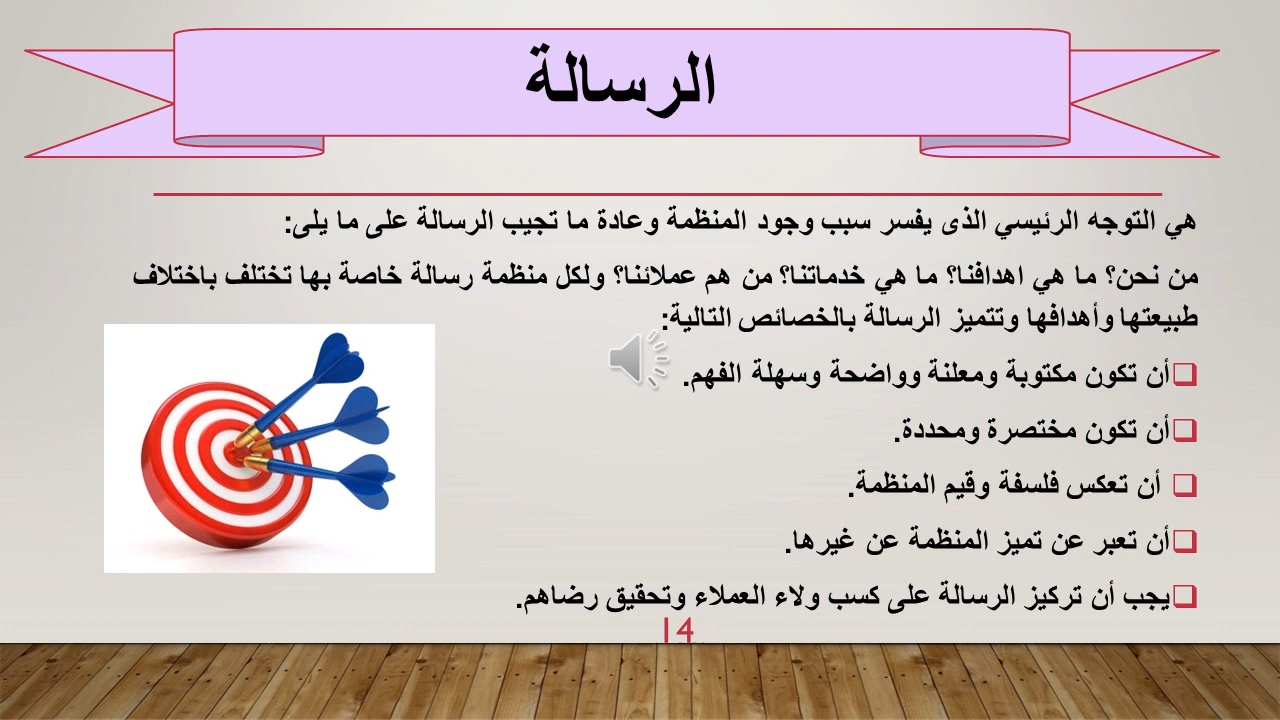 الرسالة
هي التوجه الرئيسي الذى يفسر سبب وجود المنظمة وعادة ما تجيب الرسالة على ما يلى:
من نحن؟ ما هي اهدافنا؟ ما هي خدماتنا؟ من هم عملائنا؟ ولكل منظمة رسالة خاصة بها تختلف باختلاف
طبيعتها وأهدافها وتتميز الرسالة بالخصائص التالية:
أن تكون مكتوبة ومعلنة وواضحة وسهلة الفهم.
أن تكون مختصرة ومحددة.
أن تعكس فلسفة وقيم المنظمة.
أن تعبر عن تميز المنظمة عن غيرها.
يجب أن تركيز الرسالة على كسب ولاء العملاء وتحقيق رضاهم.
14